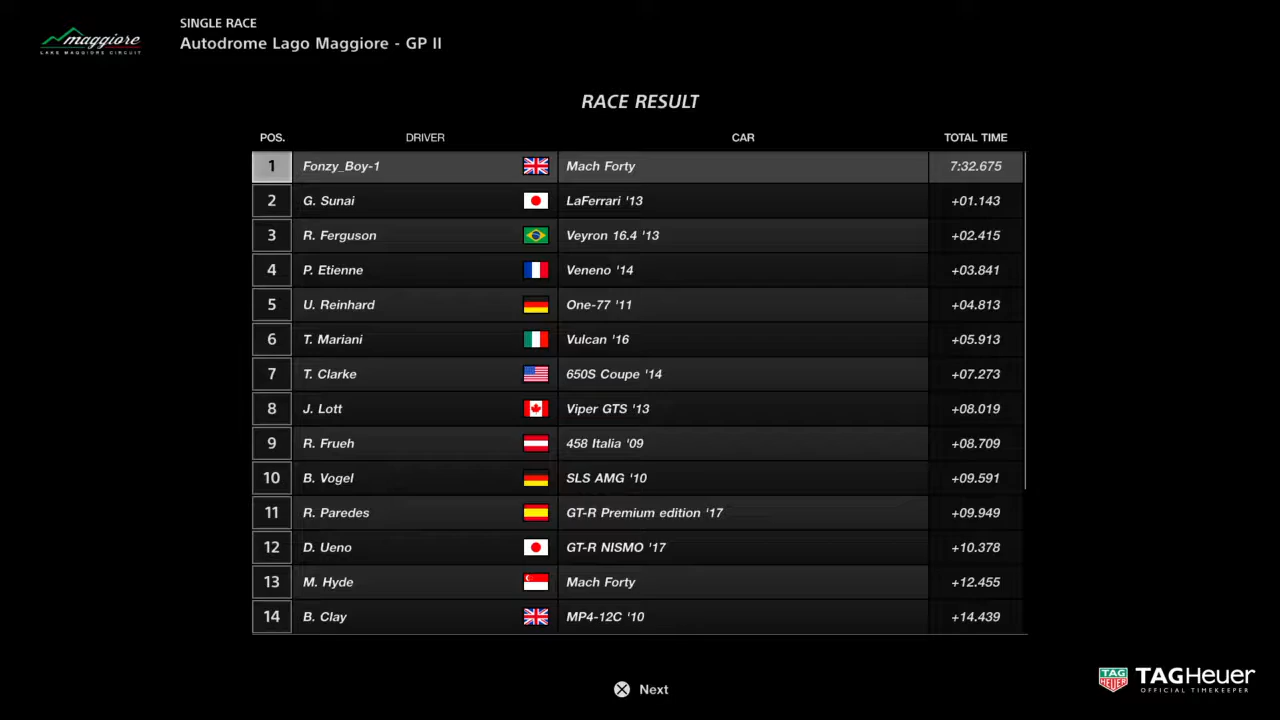 SINGLE RACE
maggiore
Autodrome Lago Maggiore - GP II
LAKE MAGGIORE CIRCUIT
RACE RESULT
POS. DRIVER CAR TOTAL TIME
1 Fonzy_Boy-1 Mach Forty 7:32.675
2 G. Sunai LaFerrari '13 +01.143
3 R. Ferguson Veyron 16.4 '13 +02.415
4 P. Etienne Veneno '14 +03.841
5 U. Reinhard One-77 '11 +04.813
6 T. Mariani Vulcan '16 +05.913
7 T. Clarke 650S Coupe '14 +07.273
8 J. Lott Viper GTS '13 +08.019
9 R. Frueh 458 Italia '09 +08.709
10 B. Vogel SLS AMG '10 +09.591
11 R. Paredes GT-R Premium edition '17 +09.949
12 D. Ueno GT-R NISMO '17 +10.378
13 M. Hyde Mach Forty +12.455
14 B. Clay MP4-12C '10 +14.439
Next
TAG HEUER
TAGHeuer
OFFICIAL TIMEKEEPER